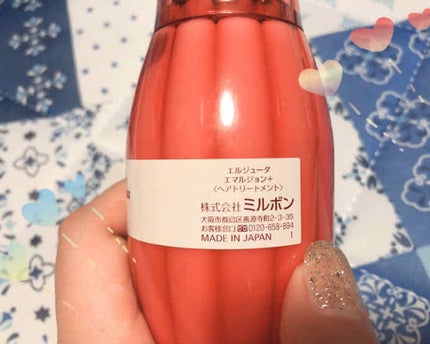 エルジューダ
エマルジョン+
〈ヘアトリートメント〉
株式会社 ミルボン
大阪市都島区善源寺町2-3-35
お客様窓口 0120-658-894
MADE IN JAPAN I